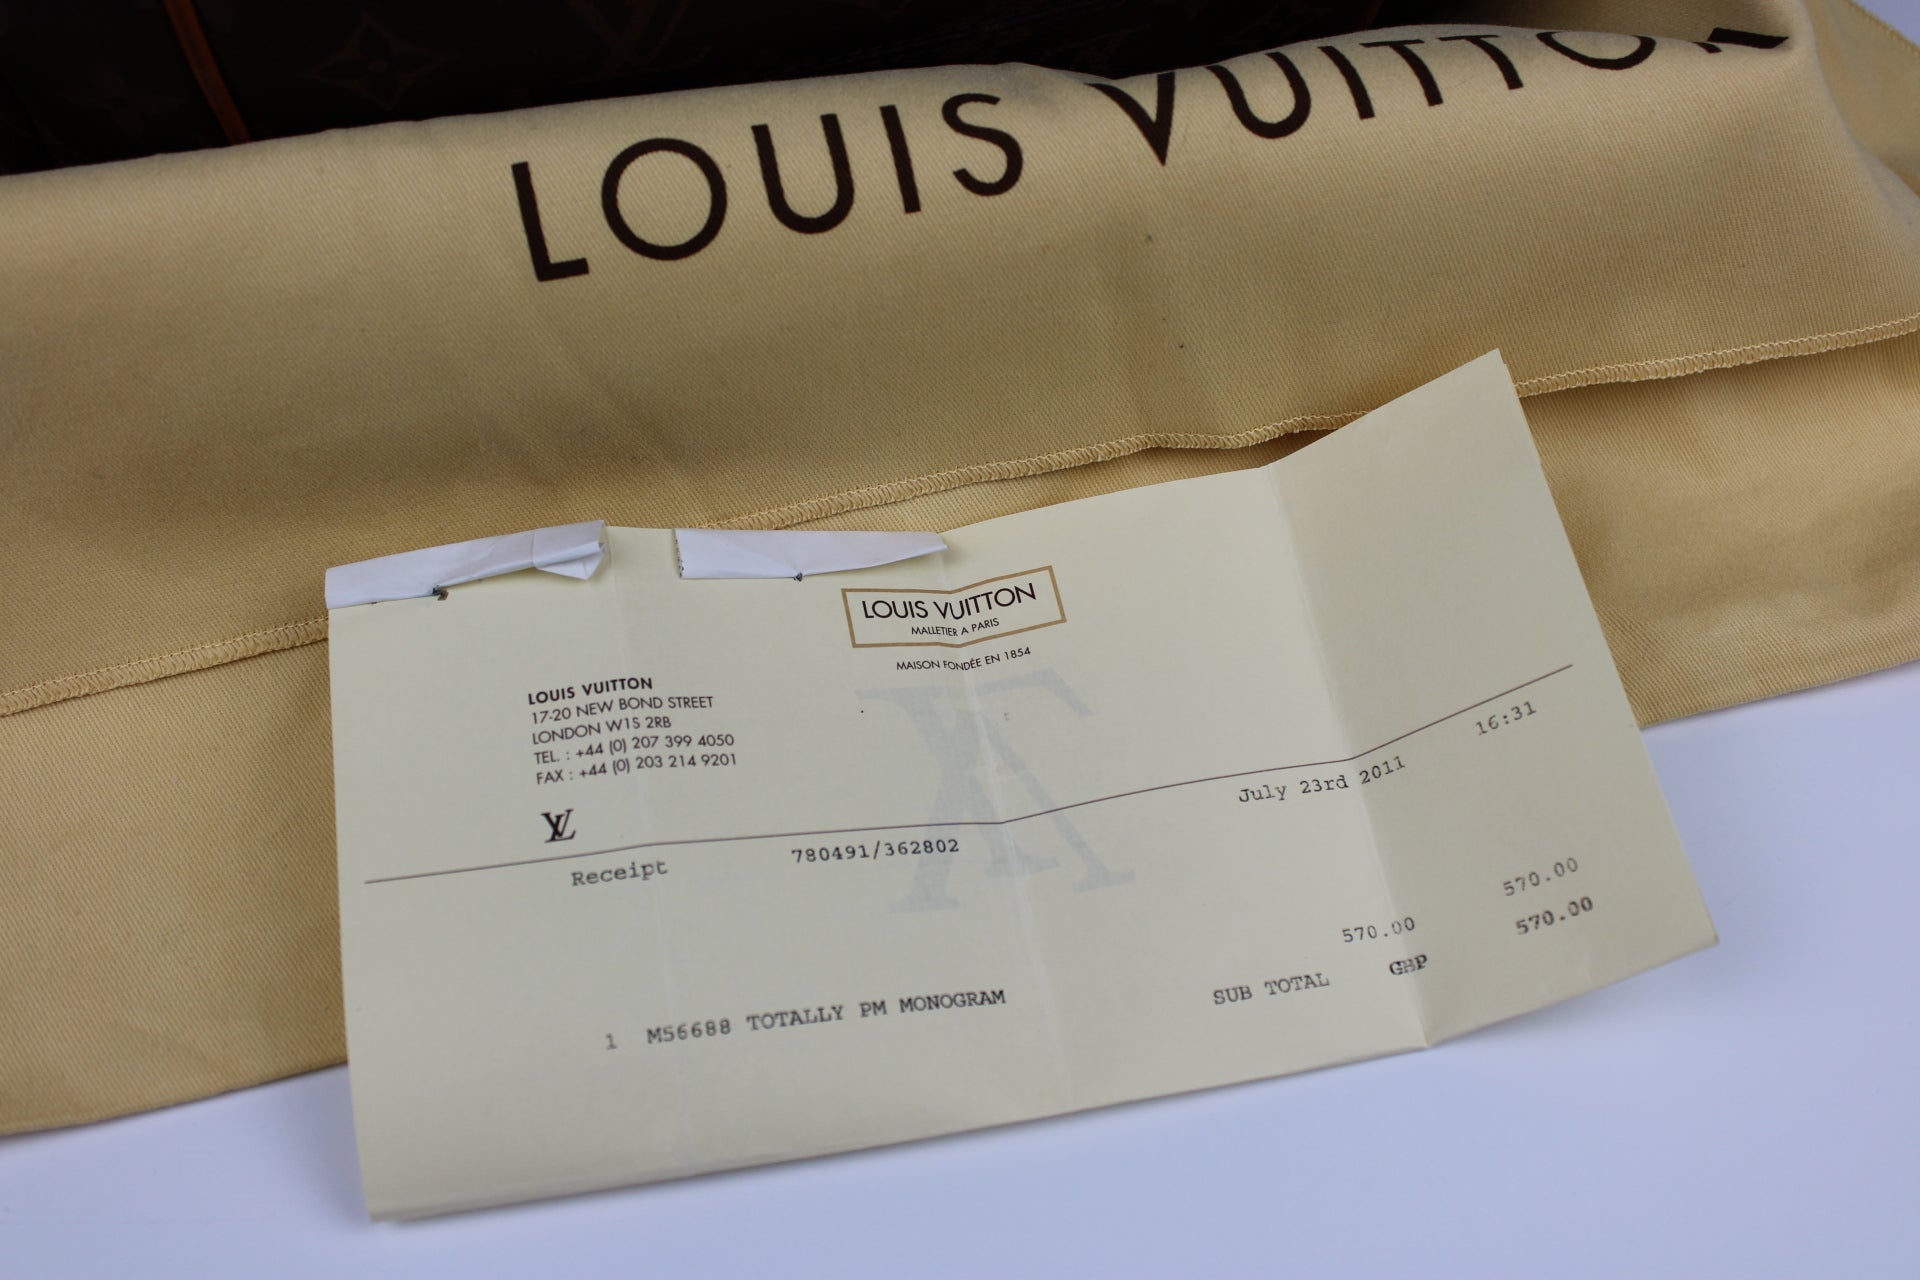 LOUIS VUITTON
LOUIS VUITTON
MALLETIER A PARIS
MAISON FONDÉE EN 1854
LOUIS VUITTON
17-20 NEW BOND STREET
LONDON W1S 2RB
TEL. : +44 (0) 207 399 4050
FAX : +44 (0) 203 214 9201
LV
Receipt 780491/362802 July 23rd 2011 16:31
1 M56688 TOTALLY PM MONOGRAM 570.00 570.00
SUB TOTAL GBP 570.00